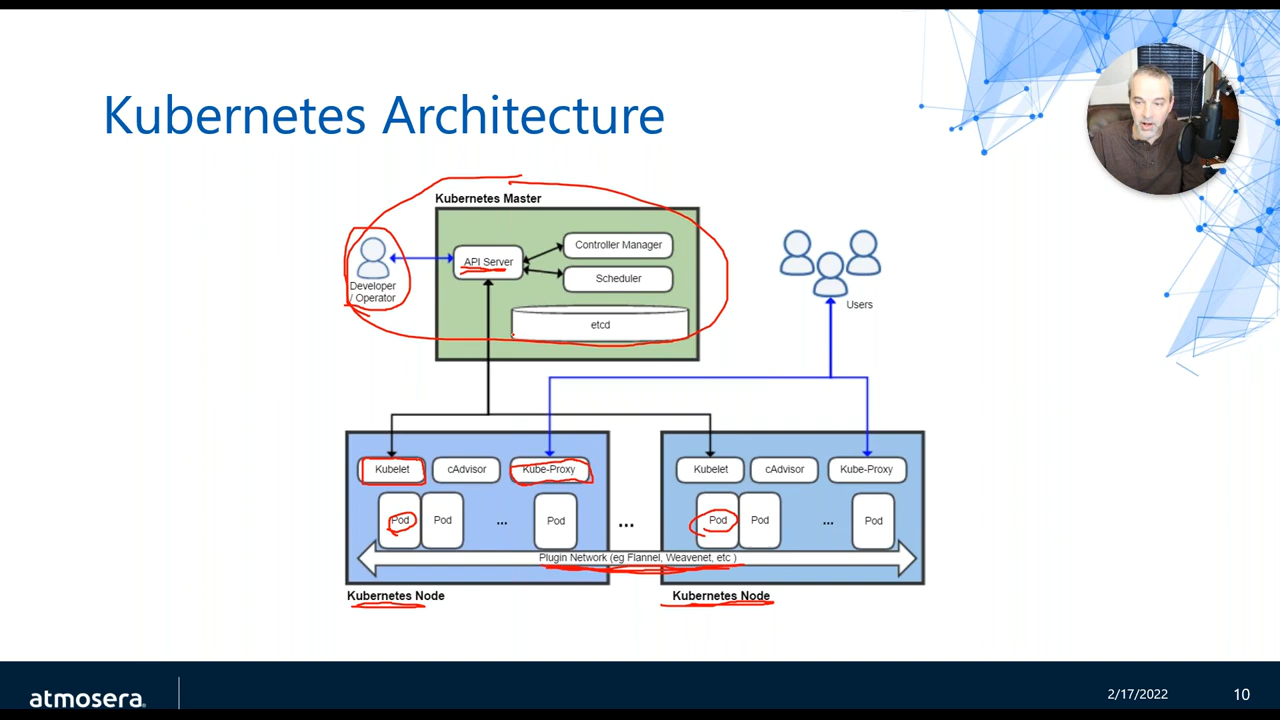 Kubernetes Architecture
Kubernetes Master
API Server
Controller Manager
Scheduler
etcd
Developer
/ Operator
Users
Kubelet
cAdvisor
Kube-Proxy
Pod
Pod
...
Pod
...
Kubelet
cAdvisor
Kube-Proxy
Pod
Pod
...
Pod
Plugin Network (eg Flannel, Weavenet, etc )
Kubernetes Node
Kubernetes Node
atmosera
2/17/2022
10